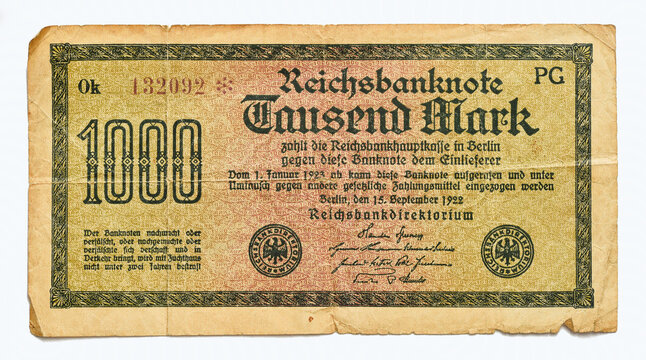 Ok 132092 * PG
Reichsbanknote
Tausend Mark
1000
zahlt die Reichsbankhauptkasse in Berlin
gegen diese Banknote dem Einlieferer
Vom 1. Januar 1923 ab kann diese Banknote aufgerufen und unter
Umtausch gegen andere gesetzliche Zahlungsmittel eingezogen werden
Berlin, den 15. September 1922
Reichsbankdirektorium
Wer Banknoten nachmacht oder
verfälscht, oder nachgemachte oder
verfälschte sich verschafft und in
Verkehr bringt, wird mit Zuchthaus
nicht unter zwei Jahren bestraft
REICHSBANKDIREKTORIUM
REICHSBANKDIREKTORIUM